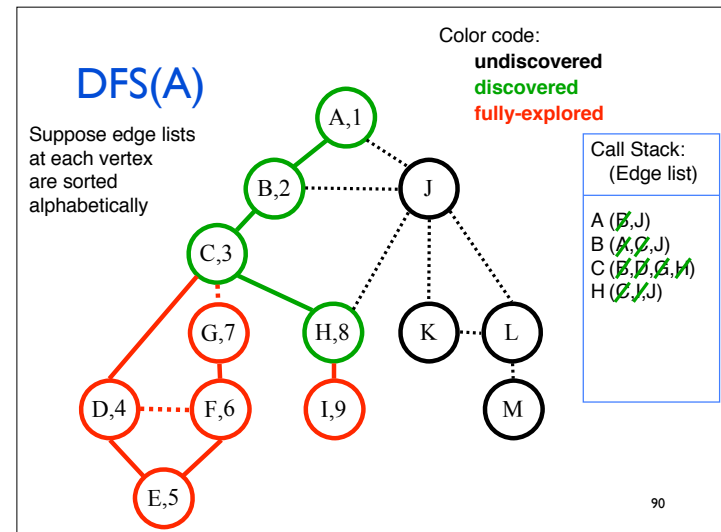 Color code:
undiscovered
discovered
fully-explored
DFS(A)
Suppose edge lists
at each vertex
are sorted
alphabetically
A,1
B,2
J
C,3
G,7
H,8
K
L
D,4
F,6
I,9
M
E,5
Call Stack:
(Edge list)
A (B,J)
B (A,C,J)
C (B,D,G,H)
H (C,I,J)
90